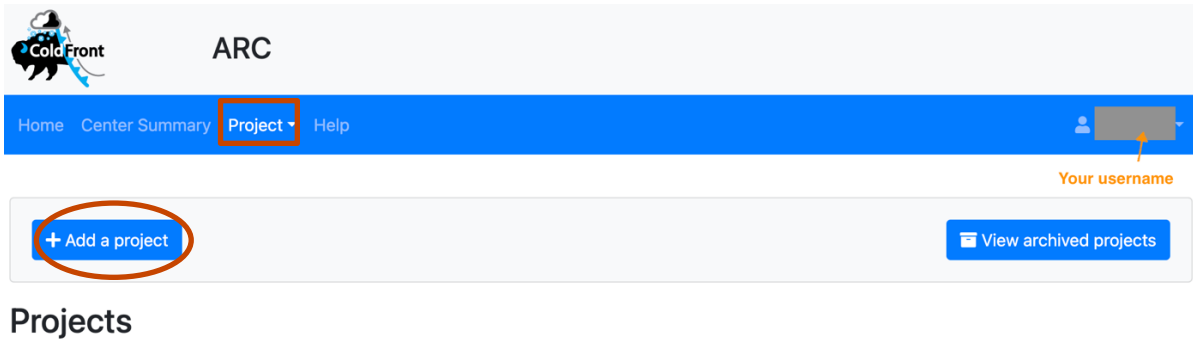 ColdFront
ARC
Home Center Summary Project Help
Your username
+ Add a project
View archived projects
Projects